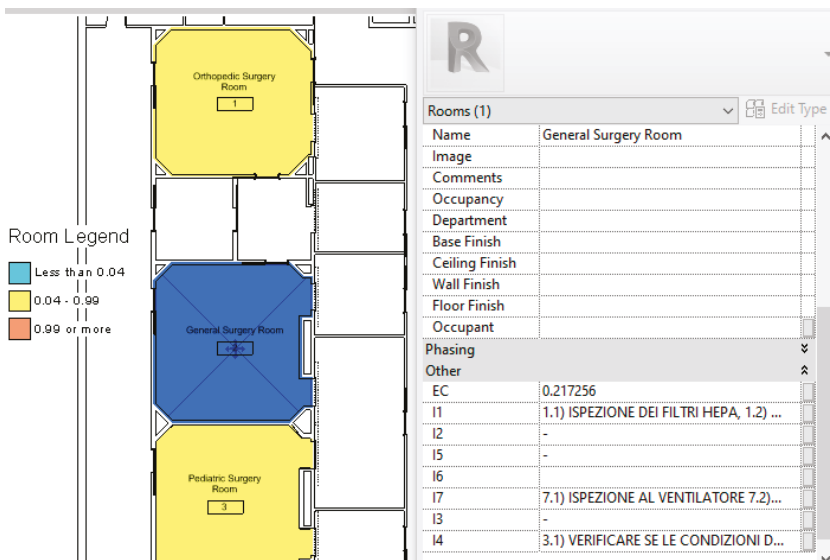 Orthopedic Surgery
Room
1
Room Legend
Less than 0.04
0.04 - 0.99
0.99 or more
General Surgery Room
Pediatric Surgery
Room
3
R
Rooms (1)
Edit Type
Name General Surgery Room
Image
Comments
Occupancy
Department
Base Finish
Ceiling Finish
Wall Finish
Floor Finish
Occupant
Phasing
Other
EC 0.217256
I1 1.1) ISPEZIONE DEI FILTRI HEPA, 1.2) ...
I2 -
I5 -
I6
I7 7.1) ISPEZIONE AL VENTILATORE 7.2)...
I3 -
I4 3.1) VERIFICARE SE LE CONDIZIONI D...